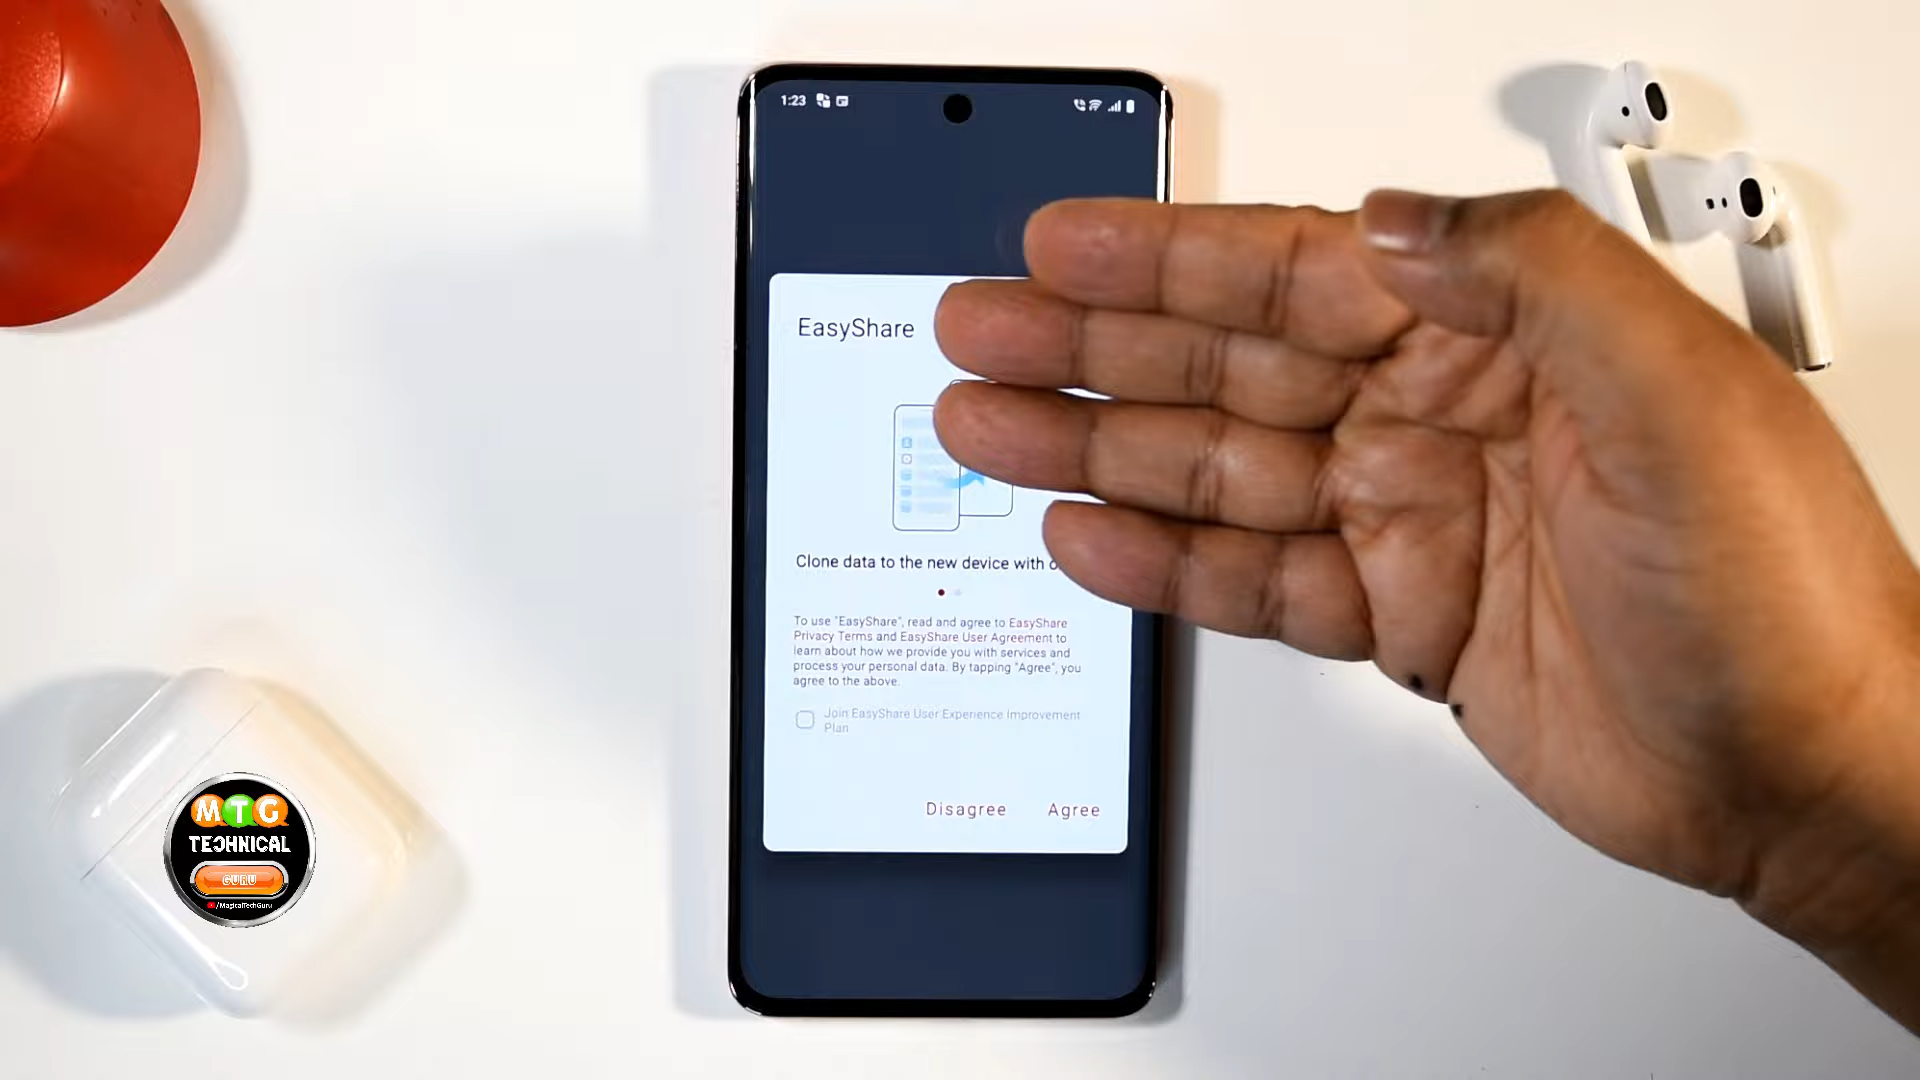 1:23
EasyShare
Clone data to the new device with
To use "EasyShare", read and agree to EasyShare
Privacy Terms and EasyShare User Agreement to
learn about how we provide you with services and
process your personal data. By tapping "Agree", you
agree to the above.
Join EasyShare User Experience Improvement
Plan
Disagree Agree
MTG
TECHNICAL
GURU
/MagicalTechGuru